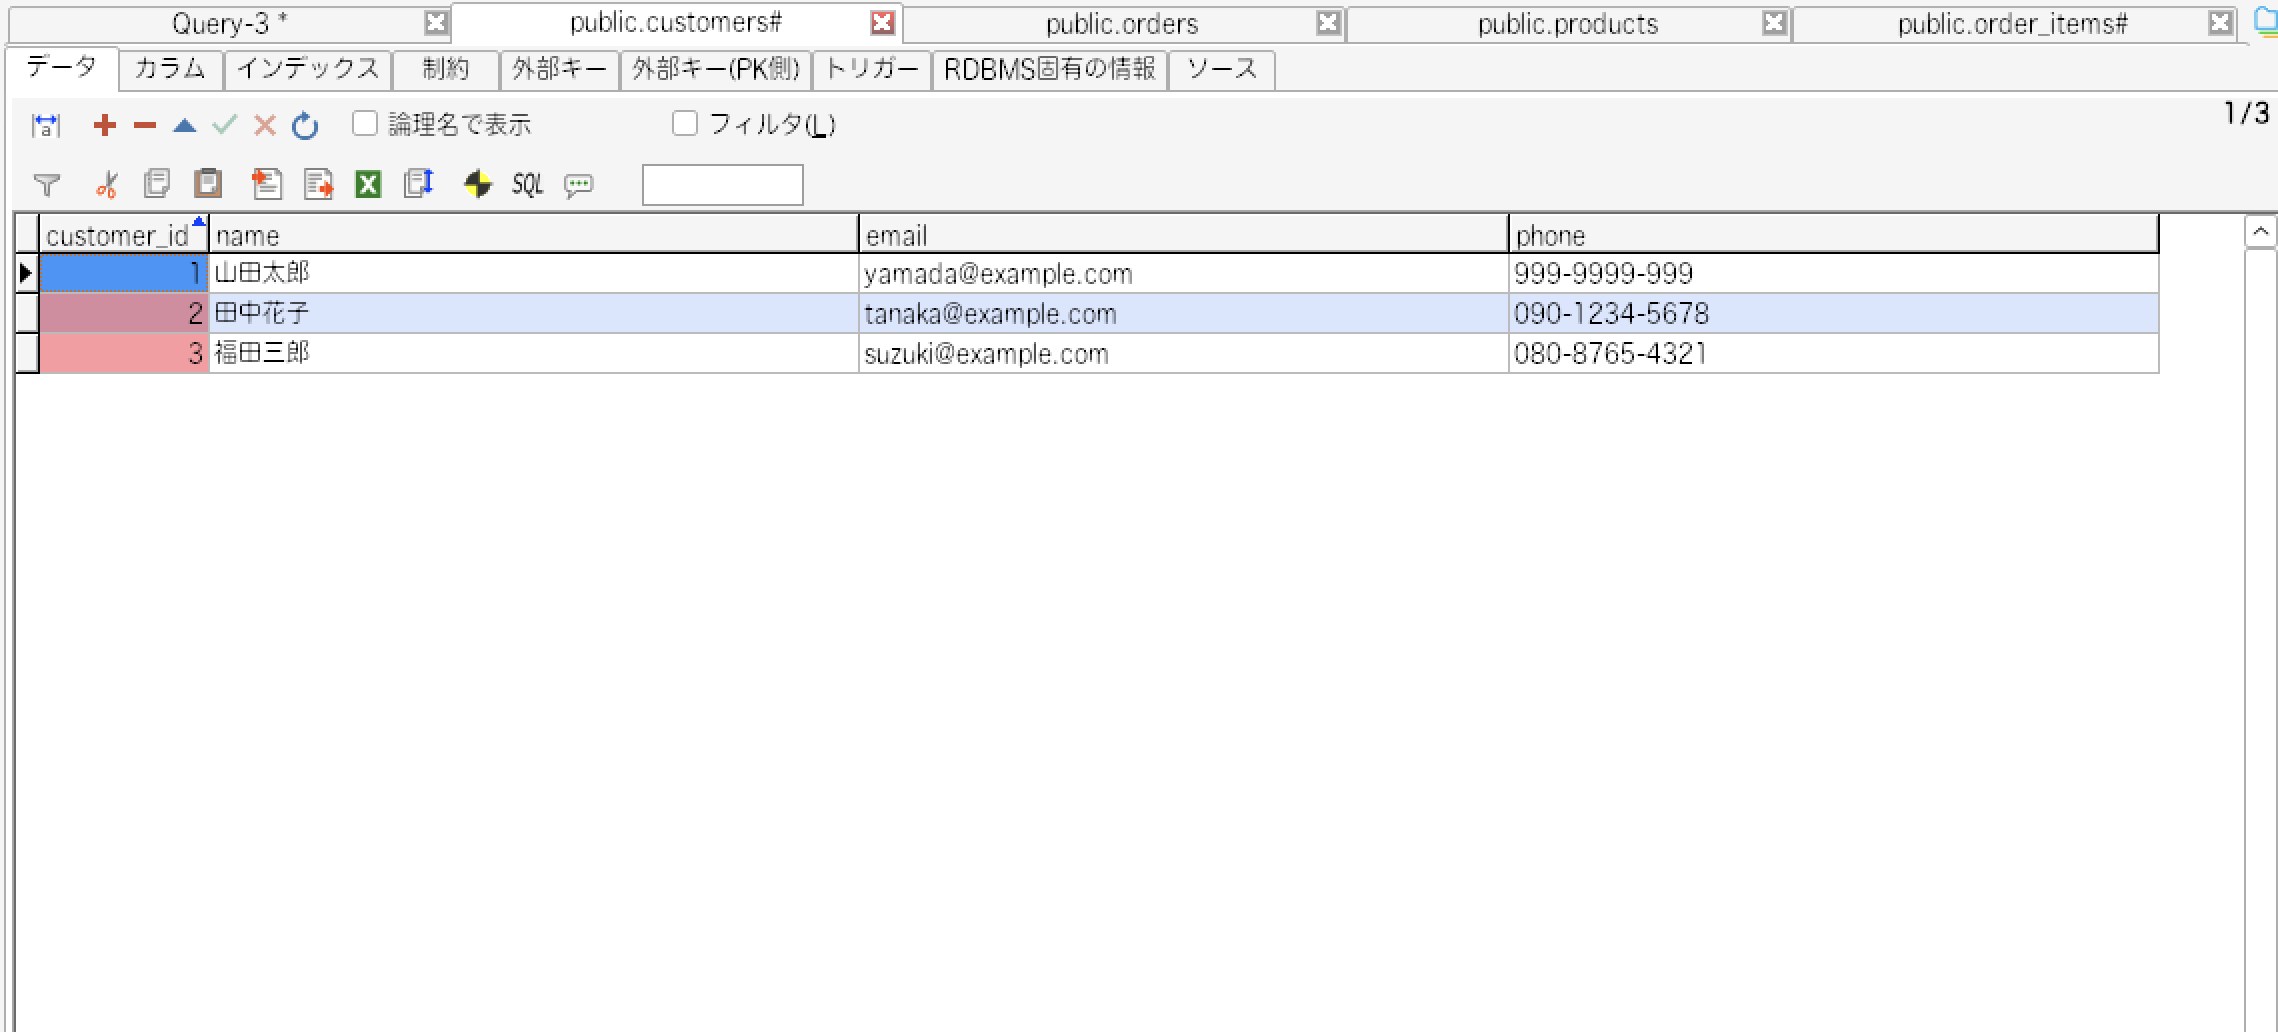 Query-3 * public.customers# public.orders public.products public.order_items#
データ カラム インデックス 制約 外部キー 外部キー(PK側) トリガー RDBMS固有の情報 ソース
a 論理名で表示 フィルタ(L) 1/3
SQL
customer_id name email phone
1 山田太郎 yamada@example.com 999-9999-999
2 田中花子 tanaka@example.com 090-1234-5678
3 福田三郎 suzuki@example.com 080-8765-4321